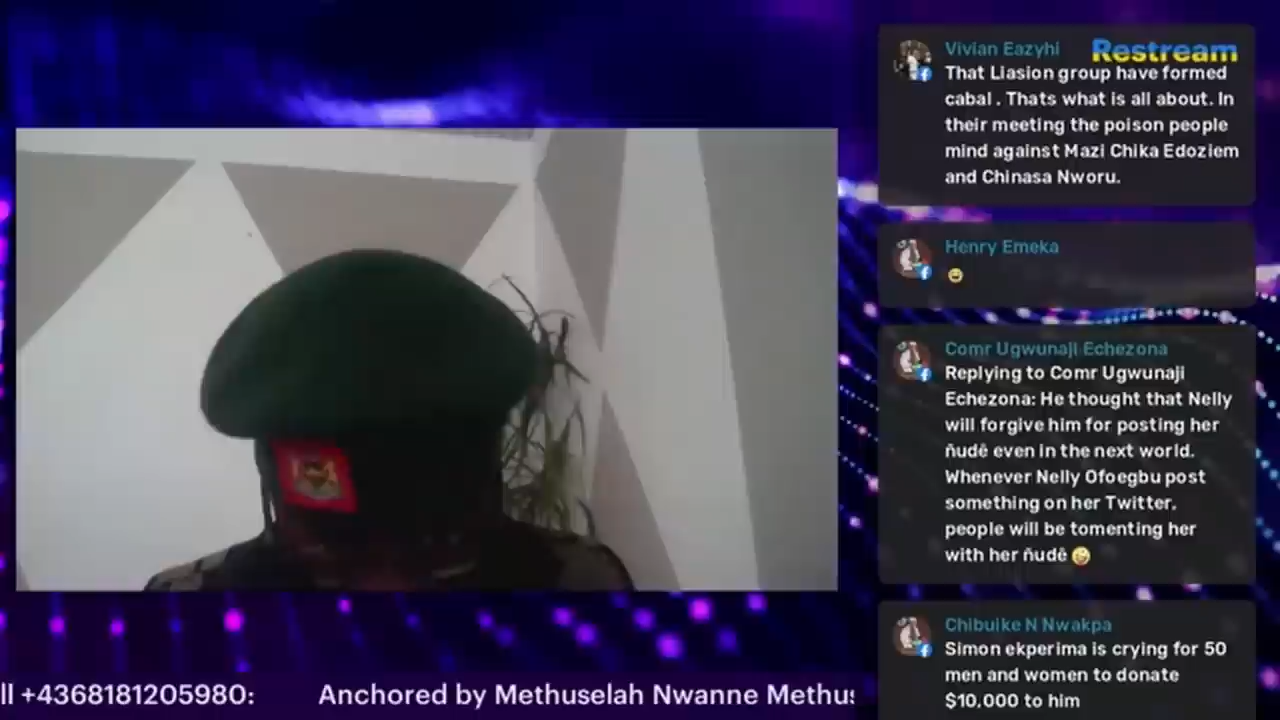 Vivian Eazyhi
Restream
That Liasion group have formed
cabal . Thats what is all about. In
their meeting the poison people
mind against Mazi Chika Edoziem
and Chinasa Nworu.
Henry Emeka
😄
Comr Ugwunaji Echezona
Replying to Comr Ugwunaji
Echezona: He thought that Nelly
will forgive him for posting her
ñudē even in the next world.
Whenever Nelly Ofoegbu post
something on her Twitter,
people will be tomenting her
with her ñudē 🤪
Chibuike N Nwakpa
Simon ekperima is crying for 50
men and women to donate
$10,000 to him
ll +4368181205980: Anchored by Methuselah Nwanne Methus